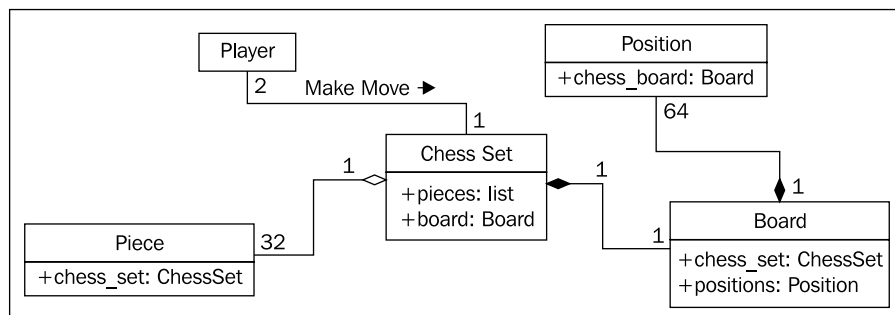 Player
2
Make Move
1
Position
+chess_board: Board
64
Chess Set
+pieces: list
+board: Board
1
1
1
1
Piece
+chess_set: ChessSet
32
Board
+chess_set: ChessSet
+positions: Position